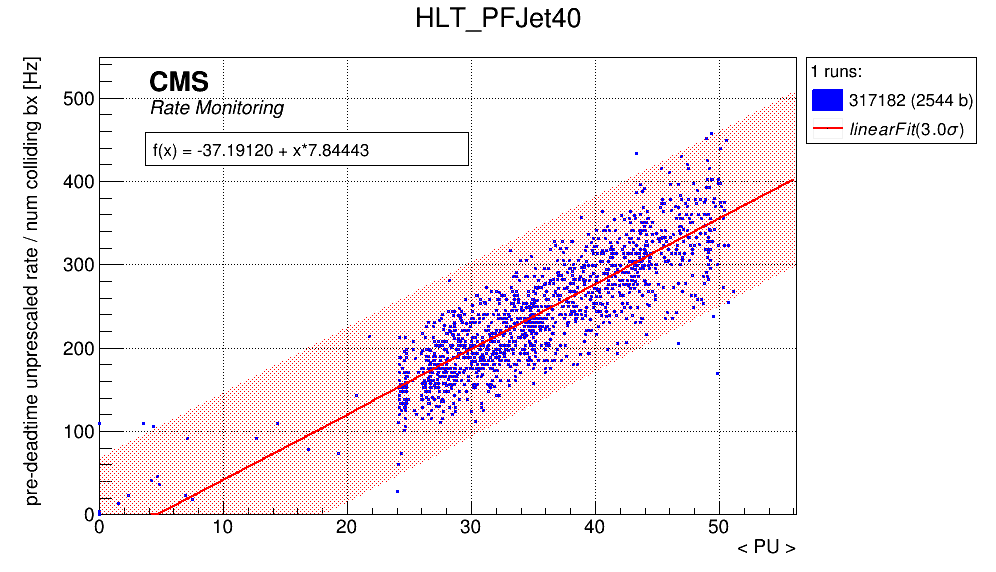 HLT_PFJet40
pre-deadtime unprescaled rate / num colliding bx [Hz]
CMS
Rate Monitoring
f(x) = -37.19120 + x*7.84443
1 runs:
317182 (2544 b)
linearFit(3.0σ)
500
400
300
200
100
0
0 10 20 30 40 50
< PU >